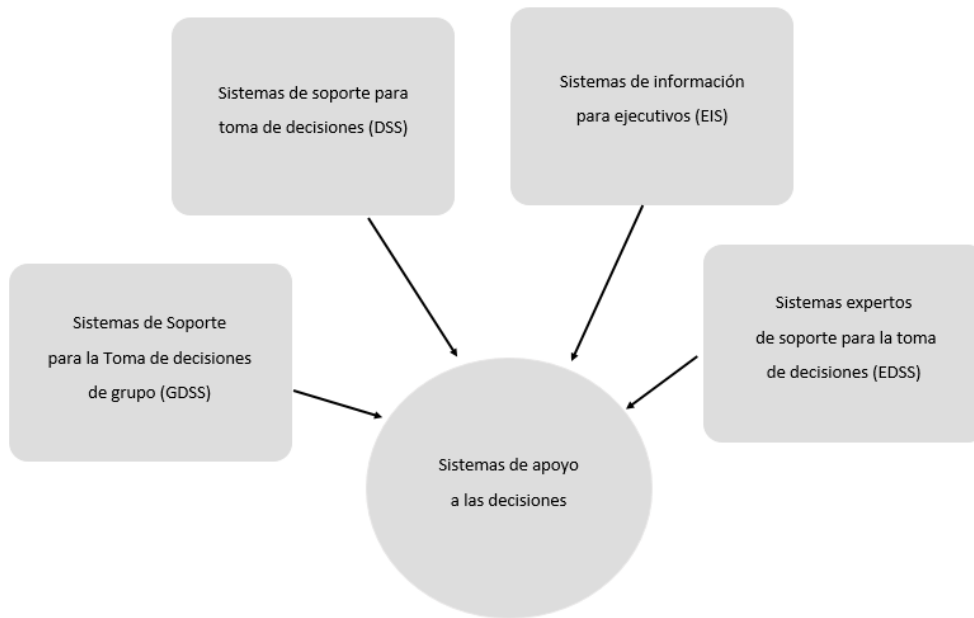 Sistemas de soporte para
toma de decisiones (DSS)
Sistemas de información
para ejecutivos (EIS)
Sistemas de Soporte
para la Toma de decisiones
de grupo (GDSS)
Sistemas expertos
de soporte para la toma
de decisiones (EDSS)
Sistemas de apoyo
a las decisiones